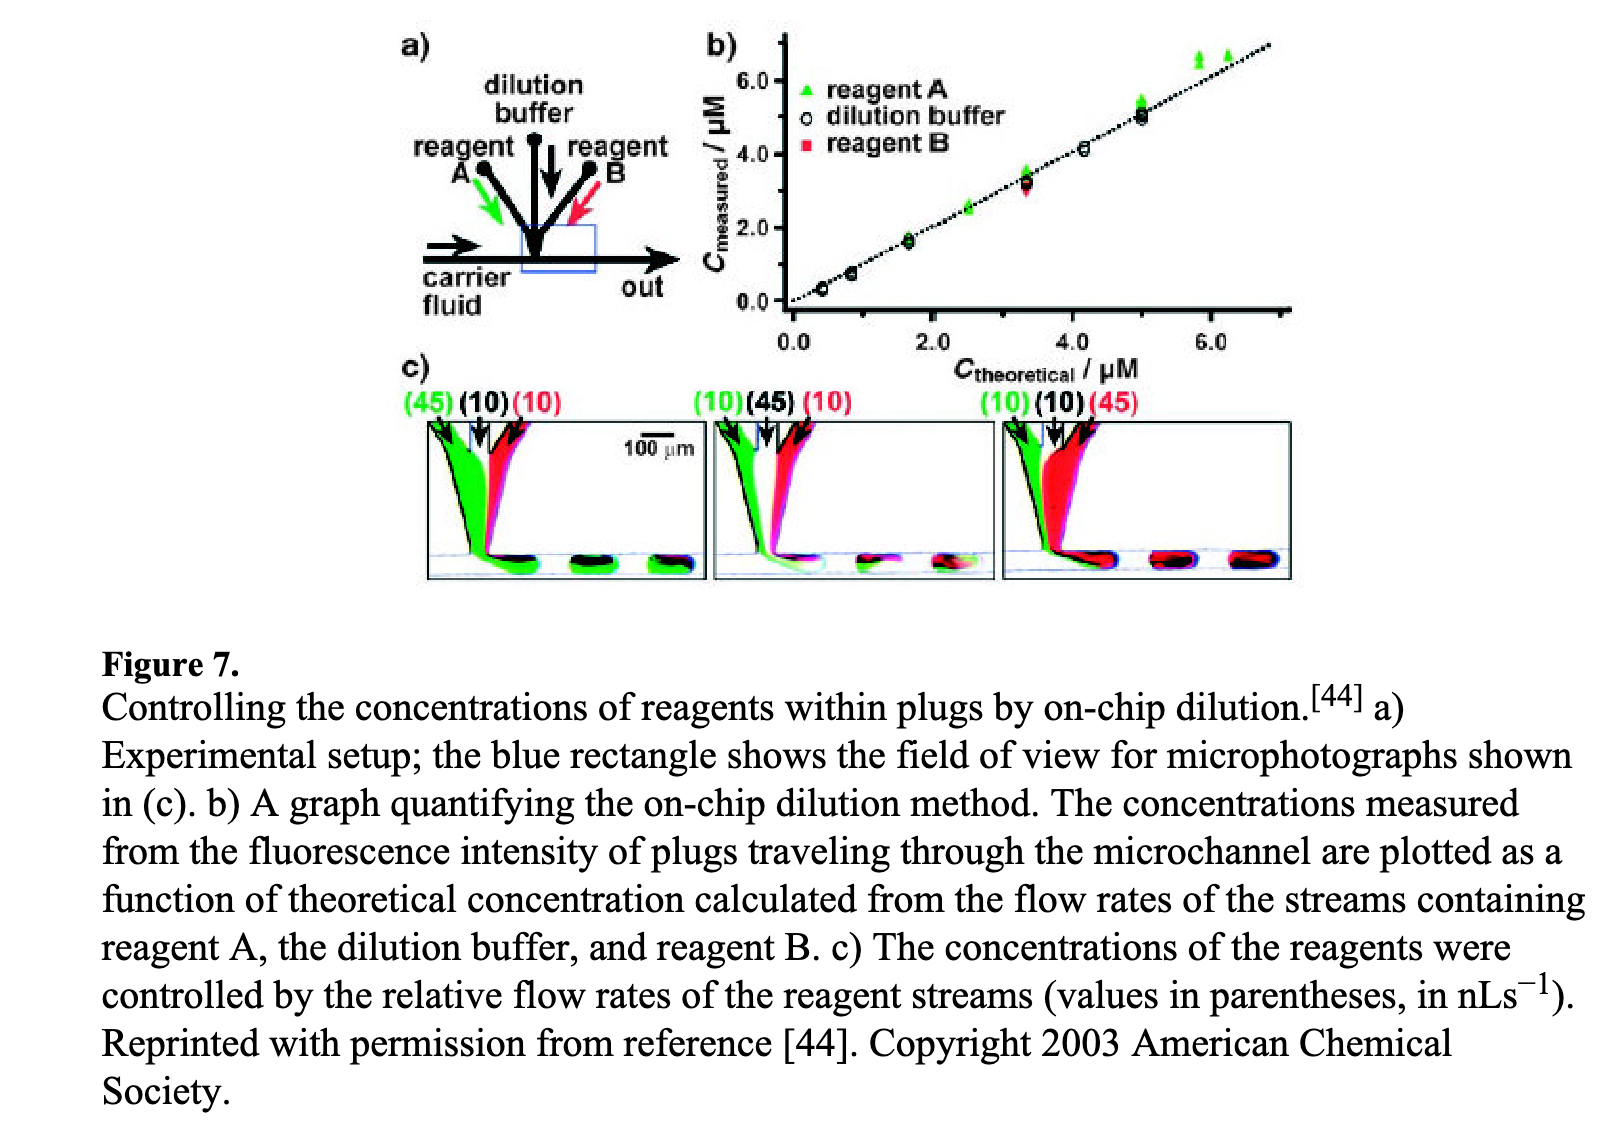 a)
dilution
buffer
reagent reagent
A B
carrier
fluid
out
b)
C measured / µM
6.0
4.0
2.0
0.0
reagent A
dilution buffer
reagent B
0.0 2.0 4.0 6.0
C theoretical / µM
c)
(45) (10) (10)
(10) (45) (10)
(10) (10) (45)
100 µm
Figure 7.
Controlling the concentrations of reagents within plugs by on-chip dilution.[44] a)
Experimental setup; the blue rectangle shows the field of view for microphotographs shown
in (c). b) A graph quantifying the on-chip dilution method. The concentrations measured
from the fluorescence intensity of plugs traveling through the microchannel are plotted as a
function of theoretical concentration calculated from the flow rates of the streams containing
reagent A, the dilution buffer, and reagent B. c) The concentrations of the reagents were
controlled by the relative flow rates of the reagent streams (values in parentheses, in nLs−1).
Reprinted with permission from reference [44]. Copyright 2003 American Chemical
Society.